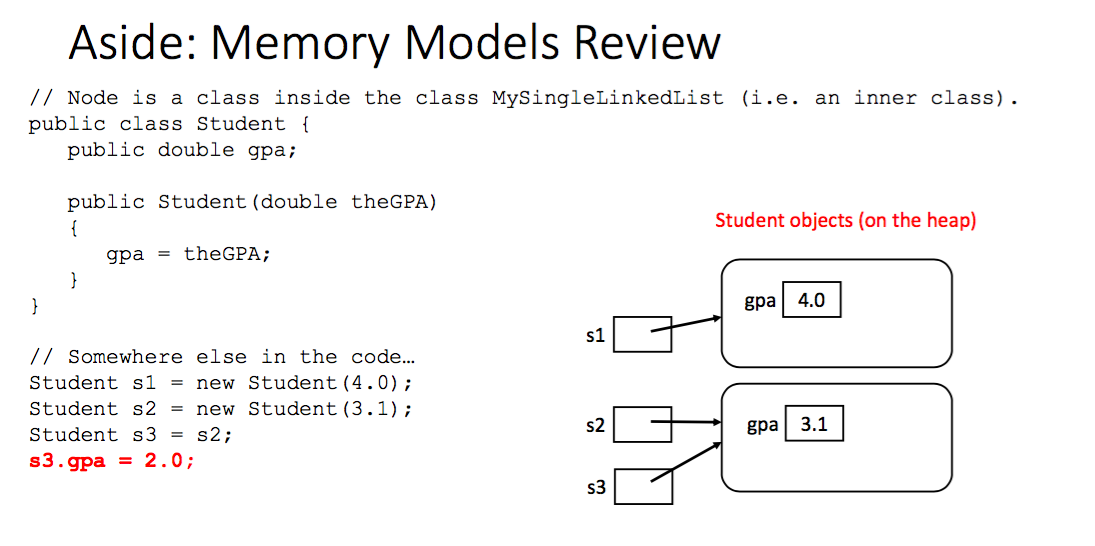 Aside: Memory Models Review
// Node is a class inside the class MySingleLinkedList (i.e. an inner class).
public class Student {
public double gpa;
public Student(double theGPA)
{
gpa = theGPA;
}
}
// Somewhere else in the code…
Student s1 = new Student(4.0);
Student s2 = new Student(3.1);
Student s3 = s2;
s3.gpa = 2.0;
Student objects (on the heap)
gpa 4.0
s1
s2
gpa 3.1
s3